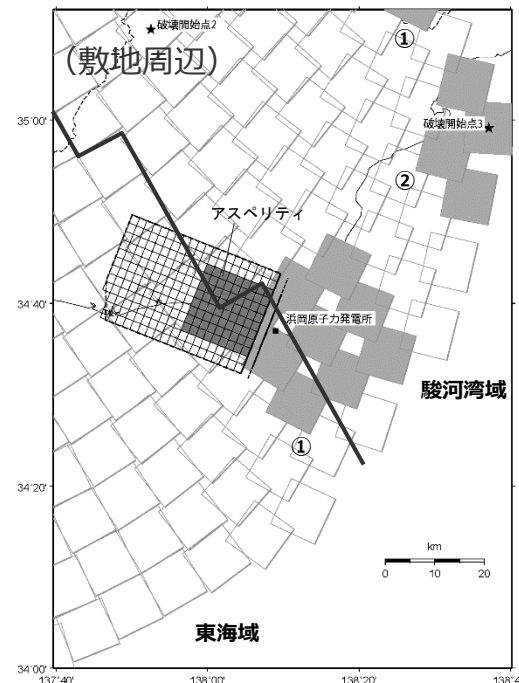 破壊開始点2
（敷地周辺）
①
35°00'
破壊開始点3
②
アスペリティ
34°40'
浜岡原子力発電所
駿河湾域
①
34°20'
km
0 10 20
東海域
34°00'
137°40' 138°00' 138°20' 138°4